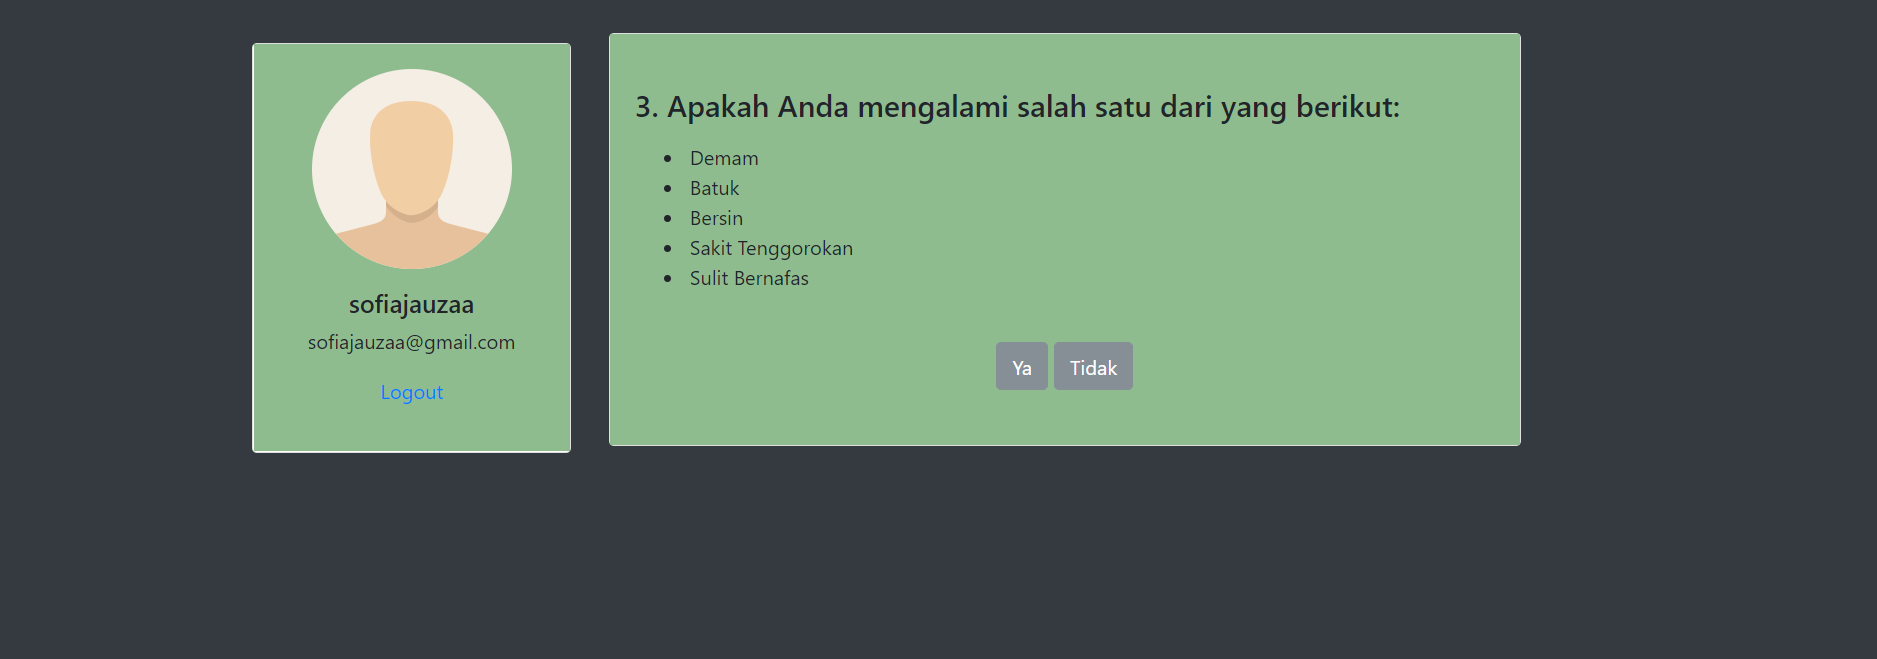 sofiajauzaa
sofiajauzaa@gmail.com
Logout
3. Apakah Anda mengalami salah satu dari yang berikut:
• Demam
• Batuk
• Bersin
• Sakit Tenggorokan
• Sulit Bernafas
Ya Tidak